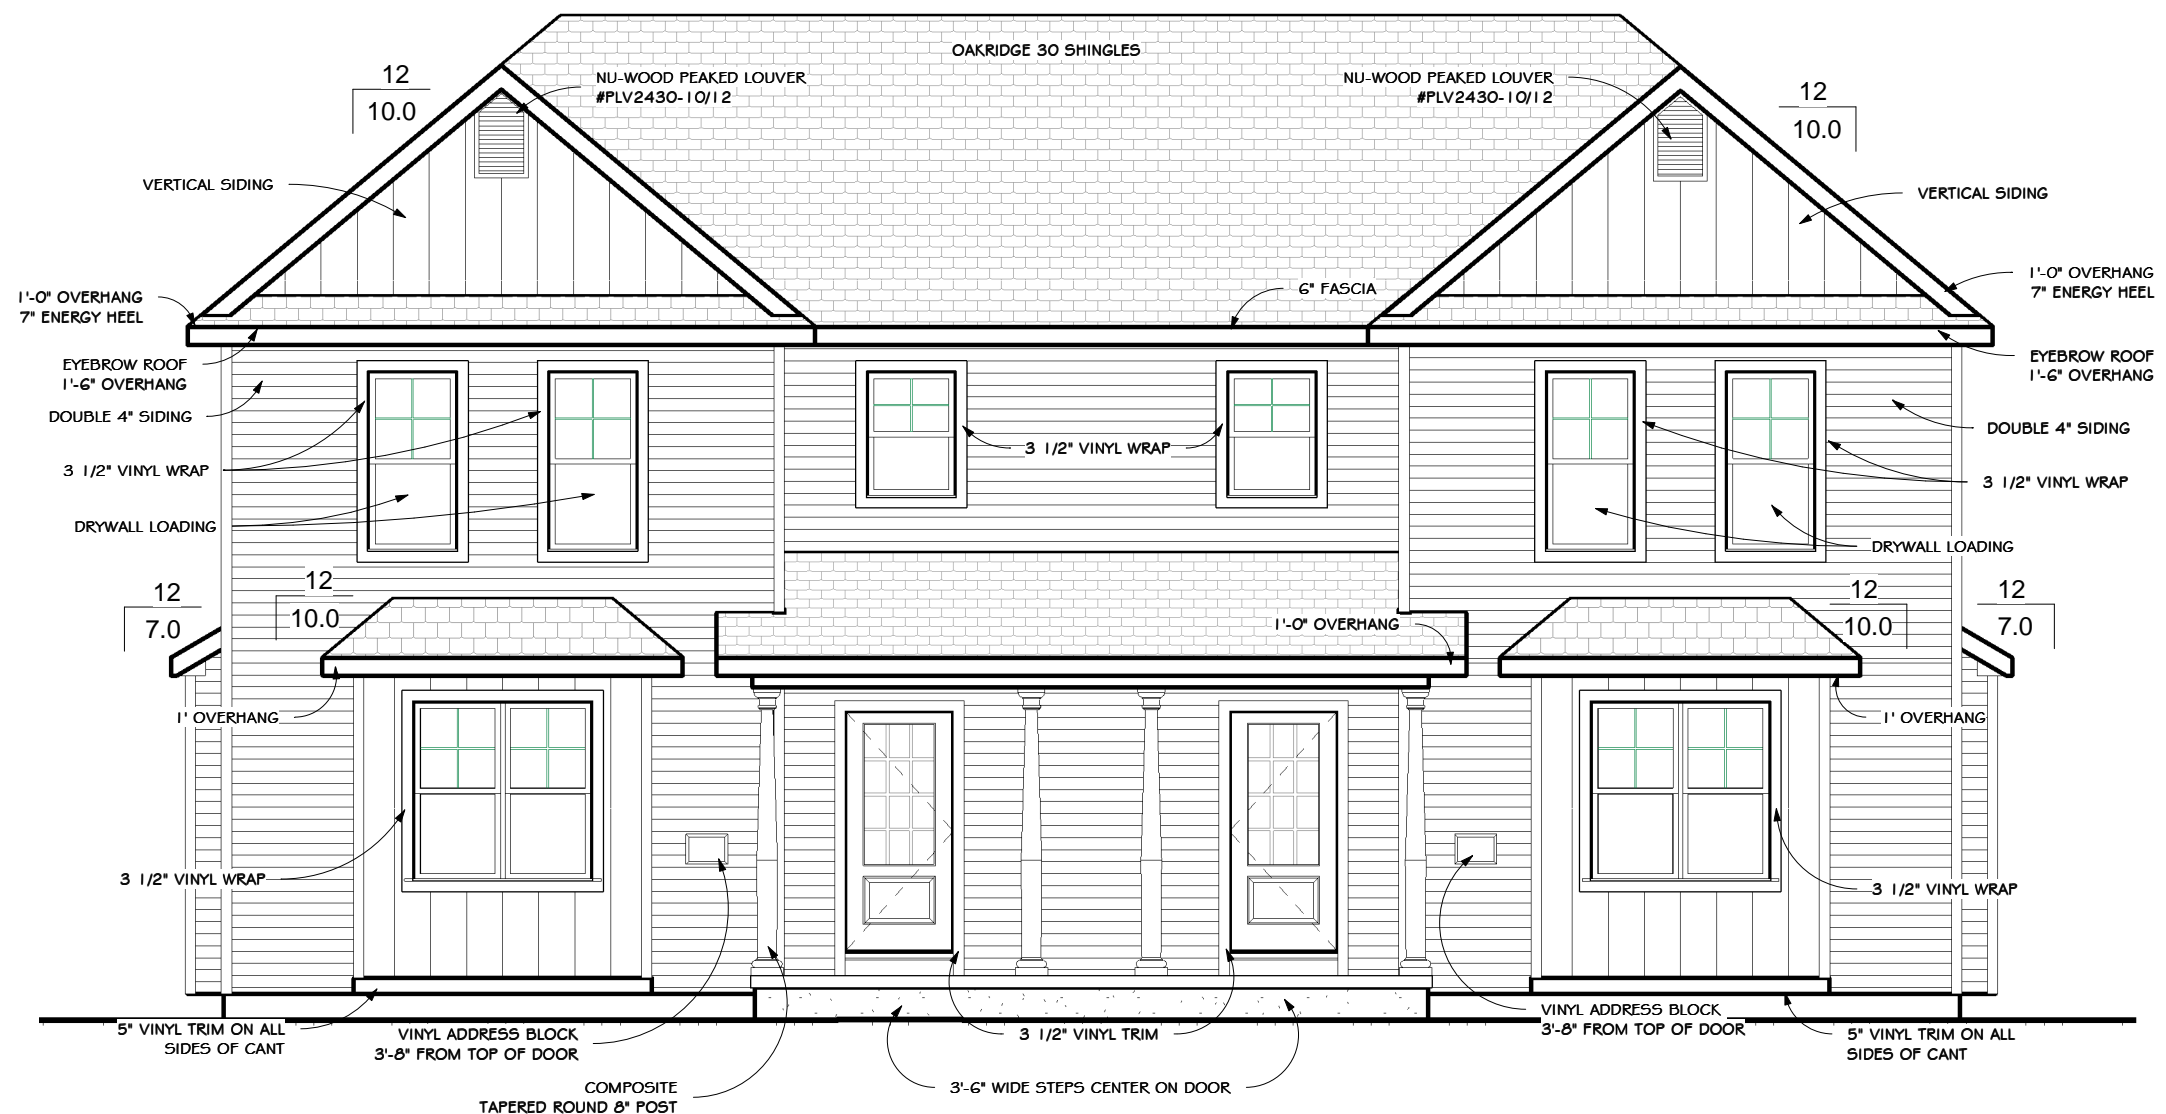 OAKRIDGE 30 SHINGLES
12
10.0
NU-WOOD PEAKED LOUVER
#PLV2430-10/12
NU-WOOD PEAKED LOUVER
#PLV2430-10/12
12
10.0
VERTICAL SIDING
VERTICAL SIDING
1'-0" OVERHANG
7" ENERGY HEEL
6" FASCIA
1'-0" OVERHANG
7" ENERGY HEEL
EYEBROW ROOF
1'-6" OVERHANG
EYEBROW ROOF
1'-6" OVERHANG
DOUBLE 4" SIDING
DOUBLE 4" SIDING
3 1/2" VINYL WRAP
3 1/2" VINYL WRAP
3 1/2" VINYL WRAP
DRYWALL LOADING
DRYWALL LOADING
12
7.0
12
10.0
1'-0" OVERHANG
12
10.0
12
7.0
1' OVERHANG
1' OVERHANG
3 1/2" VINYL WRAP
3 1/2" VINYL WRAP
5" VINYL TRIM ON ALL
SIDES OF CANT
VINYL ADDRESS BLOCK
3'-8" FROM TOP OF DOOR
3 1/2" VINYL TRIM
VINYL ADDRESS BLOCK
3'-8" FROM TOP OF DOOR
5" VINYL TRIM ON ALL
SIDES OF CANT
COMPOSITE
TAPERED ROUND 8" POST
3'-6" WIDE STEPS CENTER ON DOOR